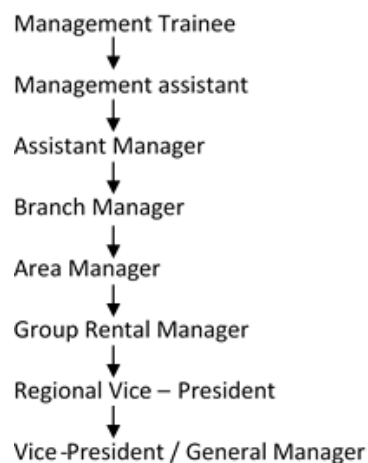 Management Trainee
Management assistant
Assistant Manager
Branch Manager
Area Manager
Group Rental Manager
Regional Vice – President
Vice -President / General Manager